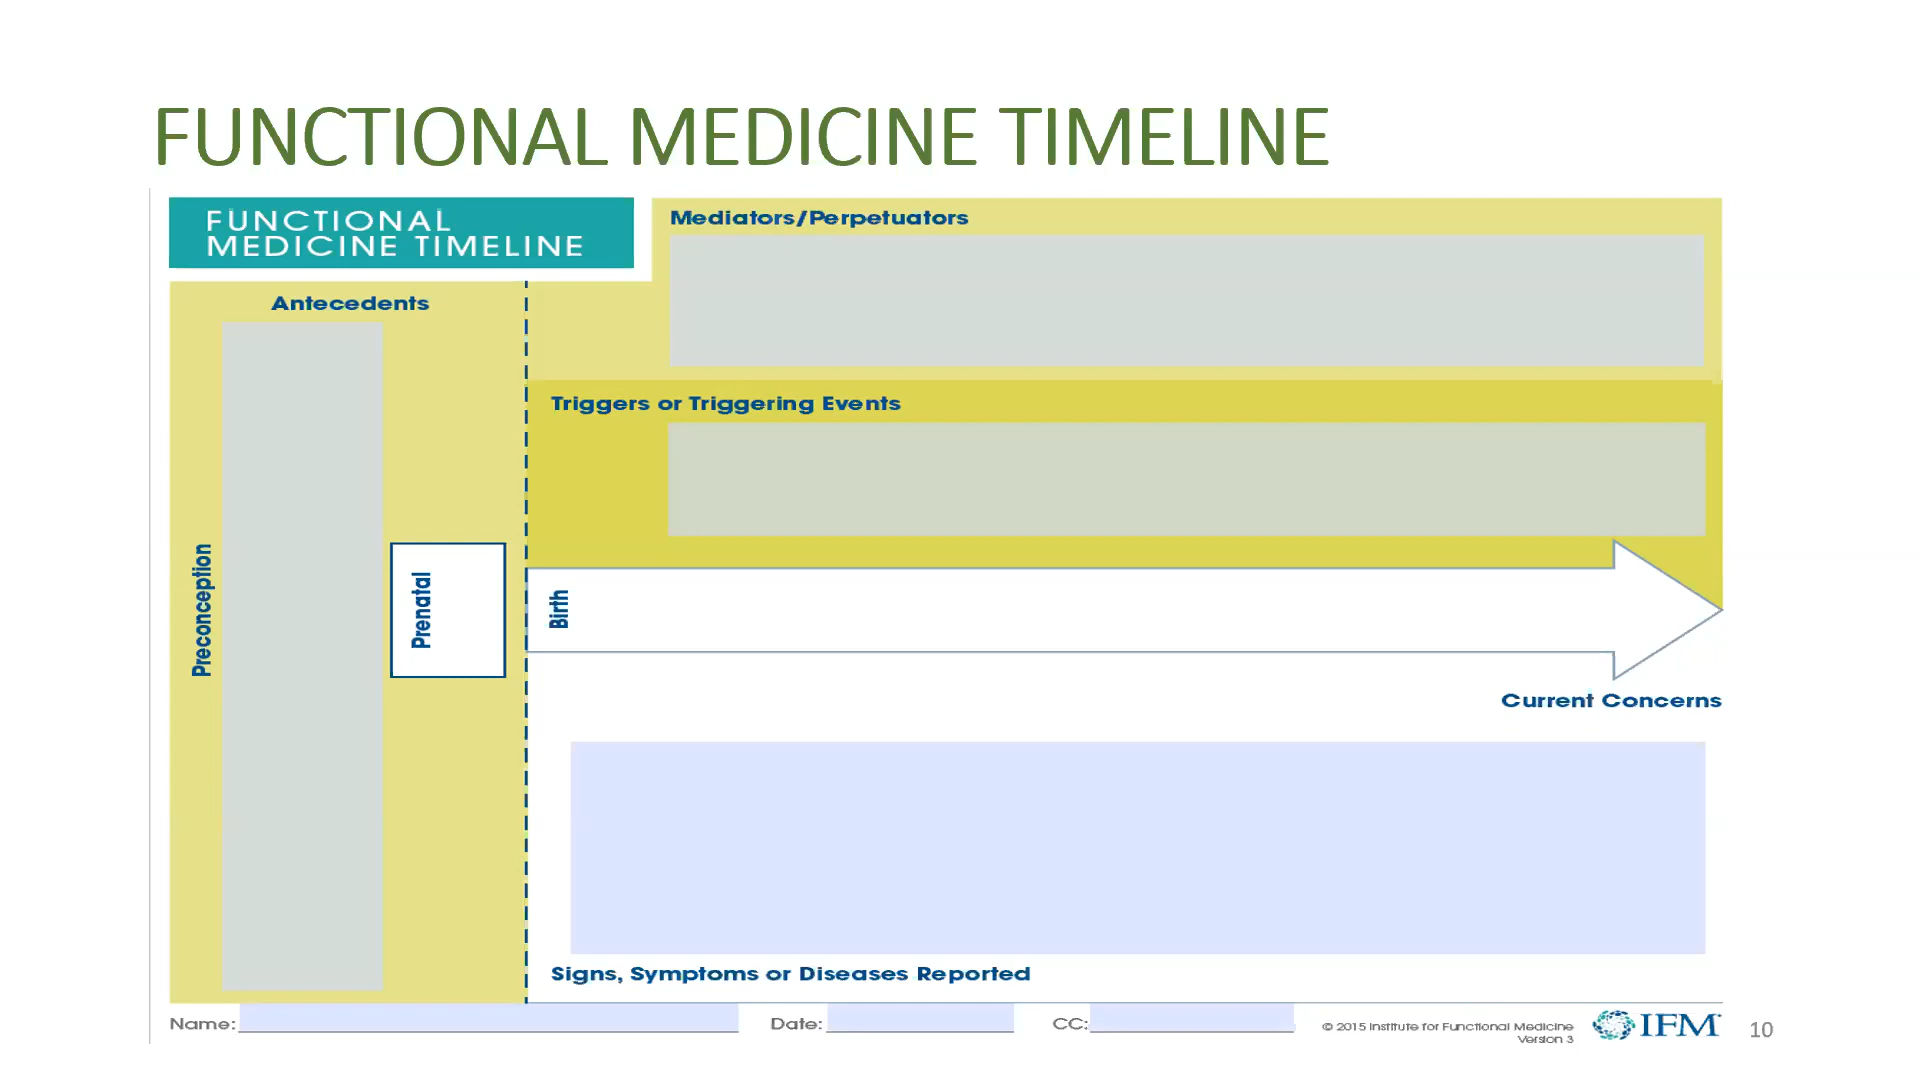 FUNCTIONAL MEDICINE TIMELINE
FUNCTIONAL
MEDICINE TIMELINE
Mediators/Perpetuators
Antecedents
Triggers or Triggering Events
Preconception
Prenatal
Birth
Current Concerns
Signs, Symptoms or Diseases Reported
Name:
Date:
CC:
© 2015 Institute for Functional Medicine
Version 3
IFM
10